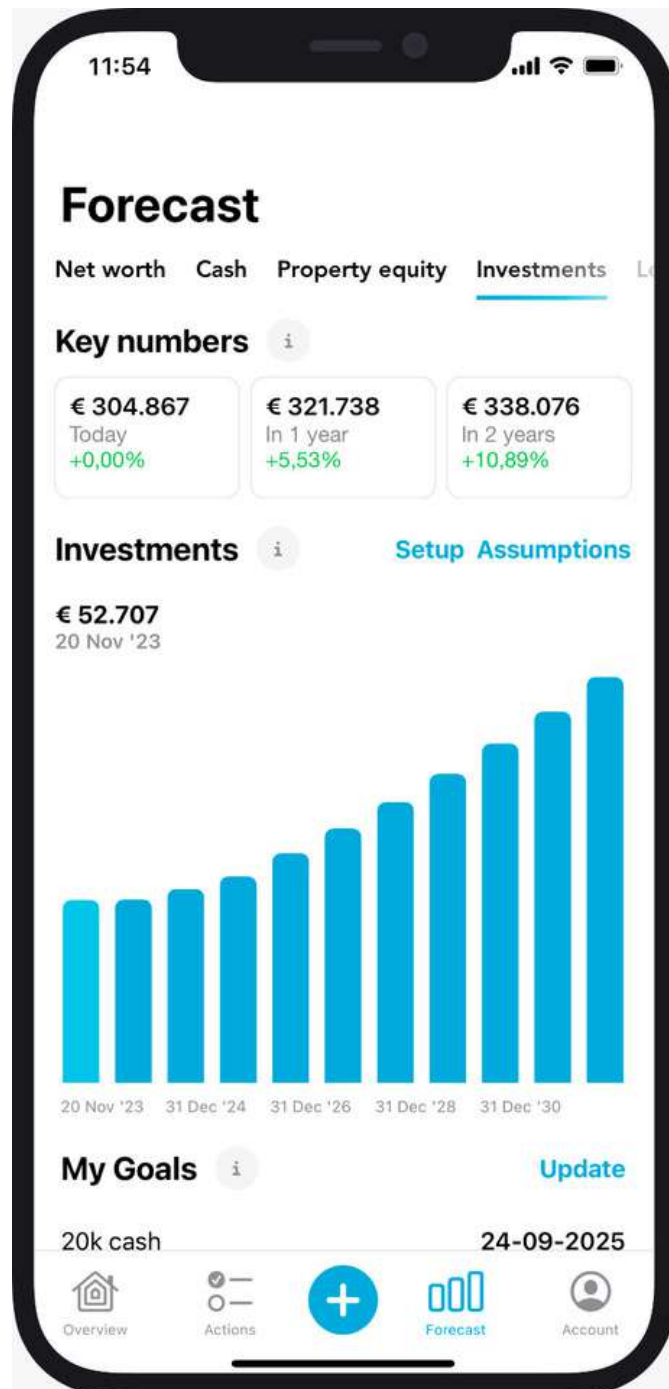 11:54
Forecast
Net worth Cash Property equity Investments
Key numbers i
€ 304.867 € 321.738 € 338.076
Today In 1 year In 2 years
+0,00% +5,53% +10,89%
Investments i Setup Assumptions
€ 52.707
20 Nov '23
20 Nov '23 31 Dec '24 31 Dec '26 31 Dec '28 31 Dec '30
My Goals i Update
20k cash 24-09-2025
Overview Actions Forecast Account